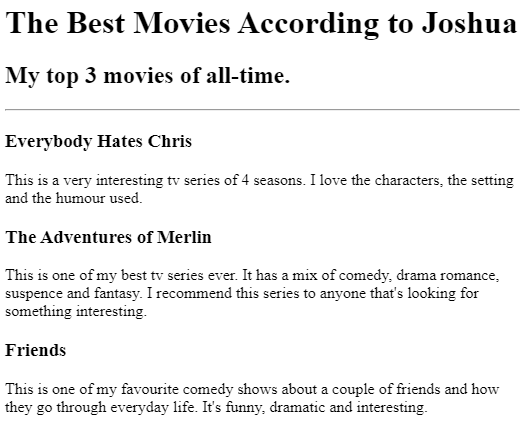 The Best Movies According to Joshua
My top 3 movies of all-time.
Everybody Hates Chris
This is a very interesting tv series of 4 seasons. I love the characters, the setting
and the humour used.
The Adventures of Merlin
This is one of my best tv series ever. It has a mix of comedy, drama romance,
suspence and fantasy. I recommend this series to anyone that's looking for
something interesting.
Friends
This is one of my favourite comedy shows about a couple of friends and how
they go through everyday life. It's funny, dramatic and interesting.